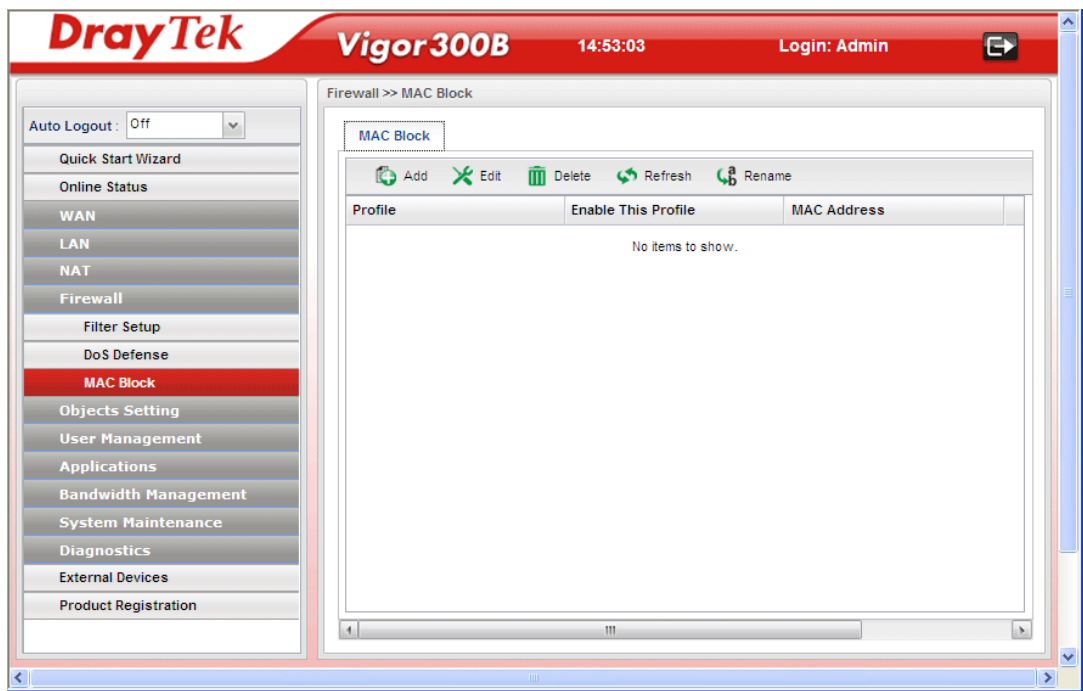 DrayTek
Vigor300B 14:53:03 Login: Admin
Firewall >> MAC Block
Auto Logout : Off
Quick Start Wizard
Online Status
WAN
LAN
NAT
Firewall
Filter Setup
DoS Defense
MAC Block
Objects Setting
User Management
Applications
Bandwidth Management
System Maintenance
Diagnostics
External Devices
Product Registration
MAC Block
Add Edit Delete Refresh Rename
Profile Enable This Profile MAC Address
No items to show.